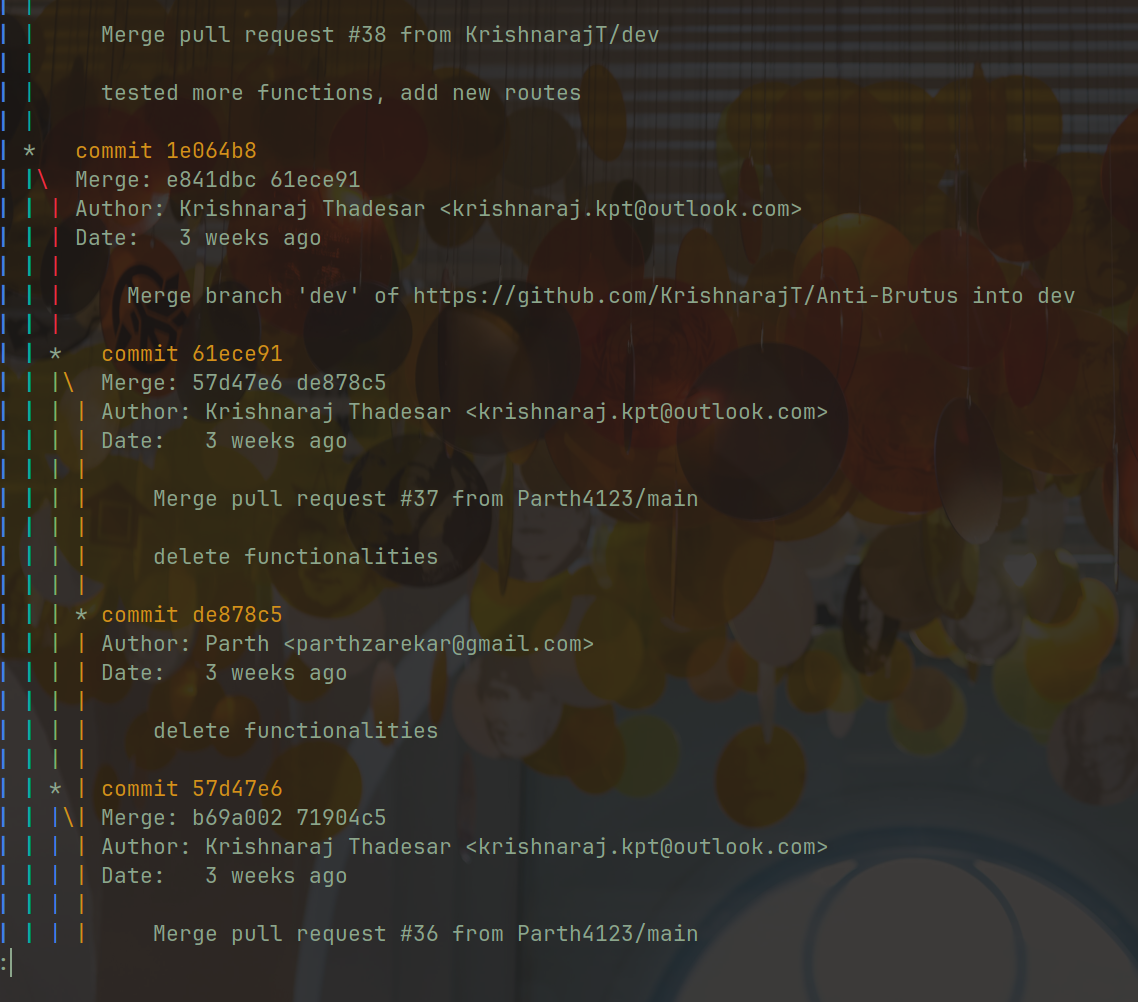 Merge pull request #38 from KrishnarajT/dev
tested more functions, add new routes
* commit 1e064b8
|\ Merge: e841dbc 61ece91
Author: Krishnaraj Thadesar <krishnaraj.kpt@outlook.com>
Date:   3 weeks ago
Merge branch 'dev' of https://github.com/KrishnarajT/Anti-Brutus into dev
* commit 61ece91
|\ Merge: 57d47e6 de878c5
Author: Krishnaraj Thadesar <krishnaraj.kpt@outlook.com>
Date:   3 weeks ago
Merge pull request #37 from Parth4123/main
delete functionalities
* commit de878c5
Author: Parth <parthzarekar@gmail.com>
Date:   3 weeks ago
delete functionalities
* | commit 57d47e6
|\| Merge: b69a002 71904c5
Author: Krishnaraj Thadesar <krishnaraj.kpt@outlook.com>
Date:   3 weeks ago
Merge pull request #36 from Parth4123/main
: